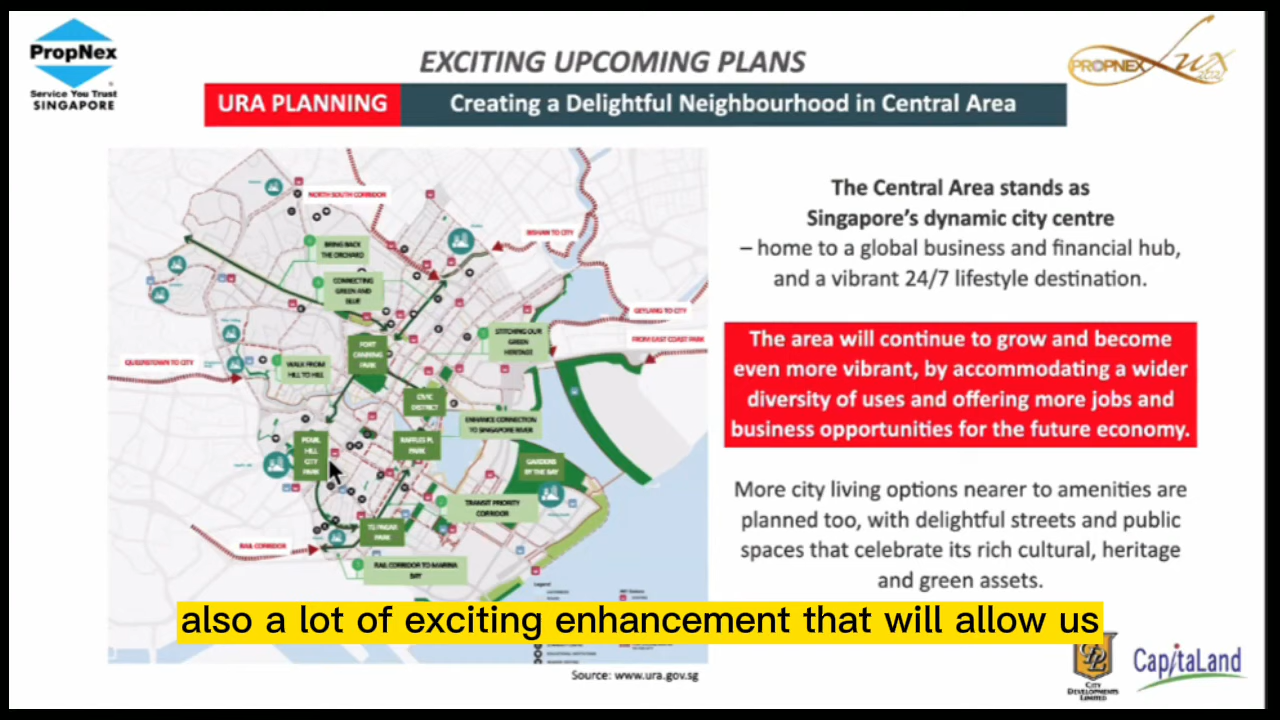 PropNex
Service You Trust
SINGAPORE
EXCITING UPCOMING PLANS
PROPNEX Lux
URA PLANNING
Creating a Delightful Neighbourhood in Central Area
NORTH SOUTH CORRIDOR
BISHAN TO CITY
BRING BACK
THE ORCHARD
CONNECTING
GREEN AND
BLUE
GEYLANG TO CITY
STITCHING OUR
GREEN
HERITAGE
FROM EAST COAST PARK
FORT
CANNING
PARK
QUEENSTOWN TO CITY
WALK FROM
HILL TO HILL
CIVIC
DISTRICT
ENHANCE CONNECTION
TO SINGAPORE RIVER
PEARL
HILL
CITY
PARK
RAFFLES PL
PARK
GARDENS
BY THE BAY
TRANSIT PRIORITY
CORRIDOR
TG PAGAR
PARK
RAIL CORRIDOR
RAIL CORRIDOR TO MARINA
BAY
Legend
The Central Area stands as
Singapore's dynamic city centre
– home to a global business and financial hub,
and a vibrant 24/7 lifestyle destination.
The area will continue to grow and become
even more vibrant, by accommodating a wider
diversity of uses and offering more jobs and
business opportunities for the future economy.
More city living options nearer to amenities are
planned too, with delightful streets and public
spaces that celebrate its rich cultural, heritage
and green assets.
also a lot of exciting enhancement that will allow us
Source: www.ura.gov.sg
CDL
CITY
DEVELOPMENTS
LIMITED
CapitaLand